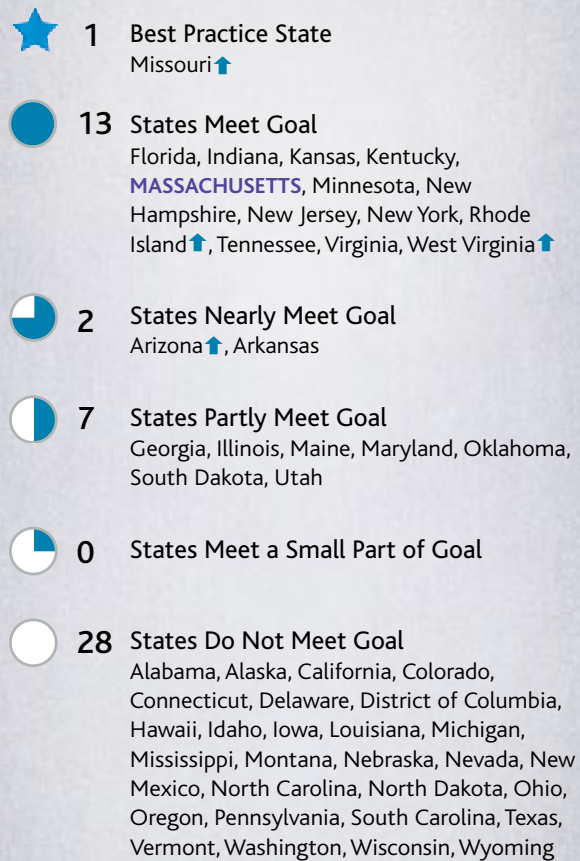 1 Best Practice State
Missouri
13 States Meet Goal
Florida, Indiana, Kansas, Kentucky,
MASSACHUSETTS, Minnesota, New
Hampshire, New Jersey, New York, Rhode
Island, Tennessee, Virginia, West Virginia
2 States Nearly Meet Goal
Arizona, Arkansas
7 States Partly Meet Goal
Georgia, Illinois, Maine, Maryland, Oklahoma,
South Dakota, Utah
0 States Meet a Small Part of Goal
28 States Do Not Meet Goal
Alabama, Alaska, California, Colorado,
Connecticut, Delaware, District of Columbia,
Hawaii, Idaho, Iowa, Louisiana, Michigan,
Mississippi, Montana, Nebraska, Nevada, New
Mexico, North Carolina, North Dakota, Ohio,
Oregon, Pennsylvania, South Carolina, Texas,
Vermont, Washington, Wisconsin, Wyoming